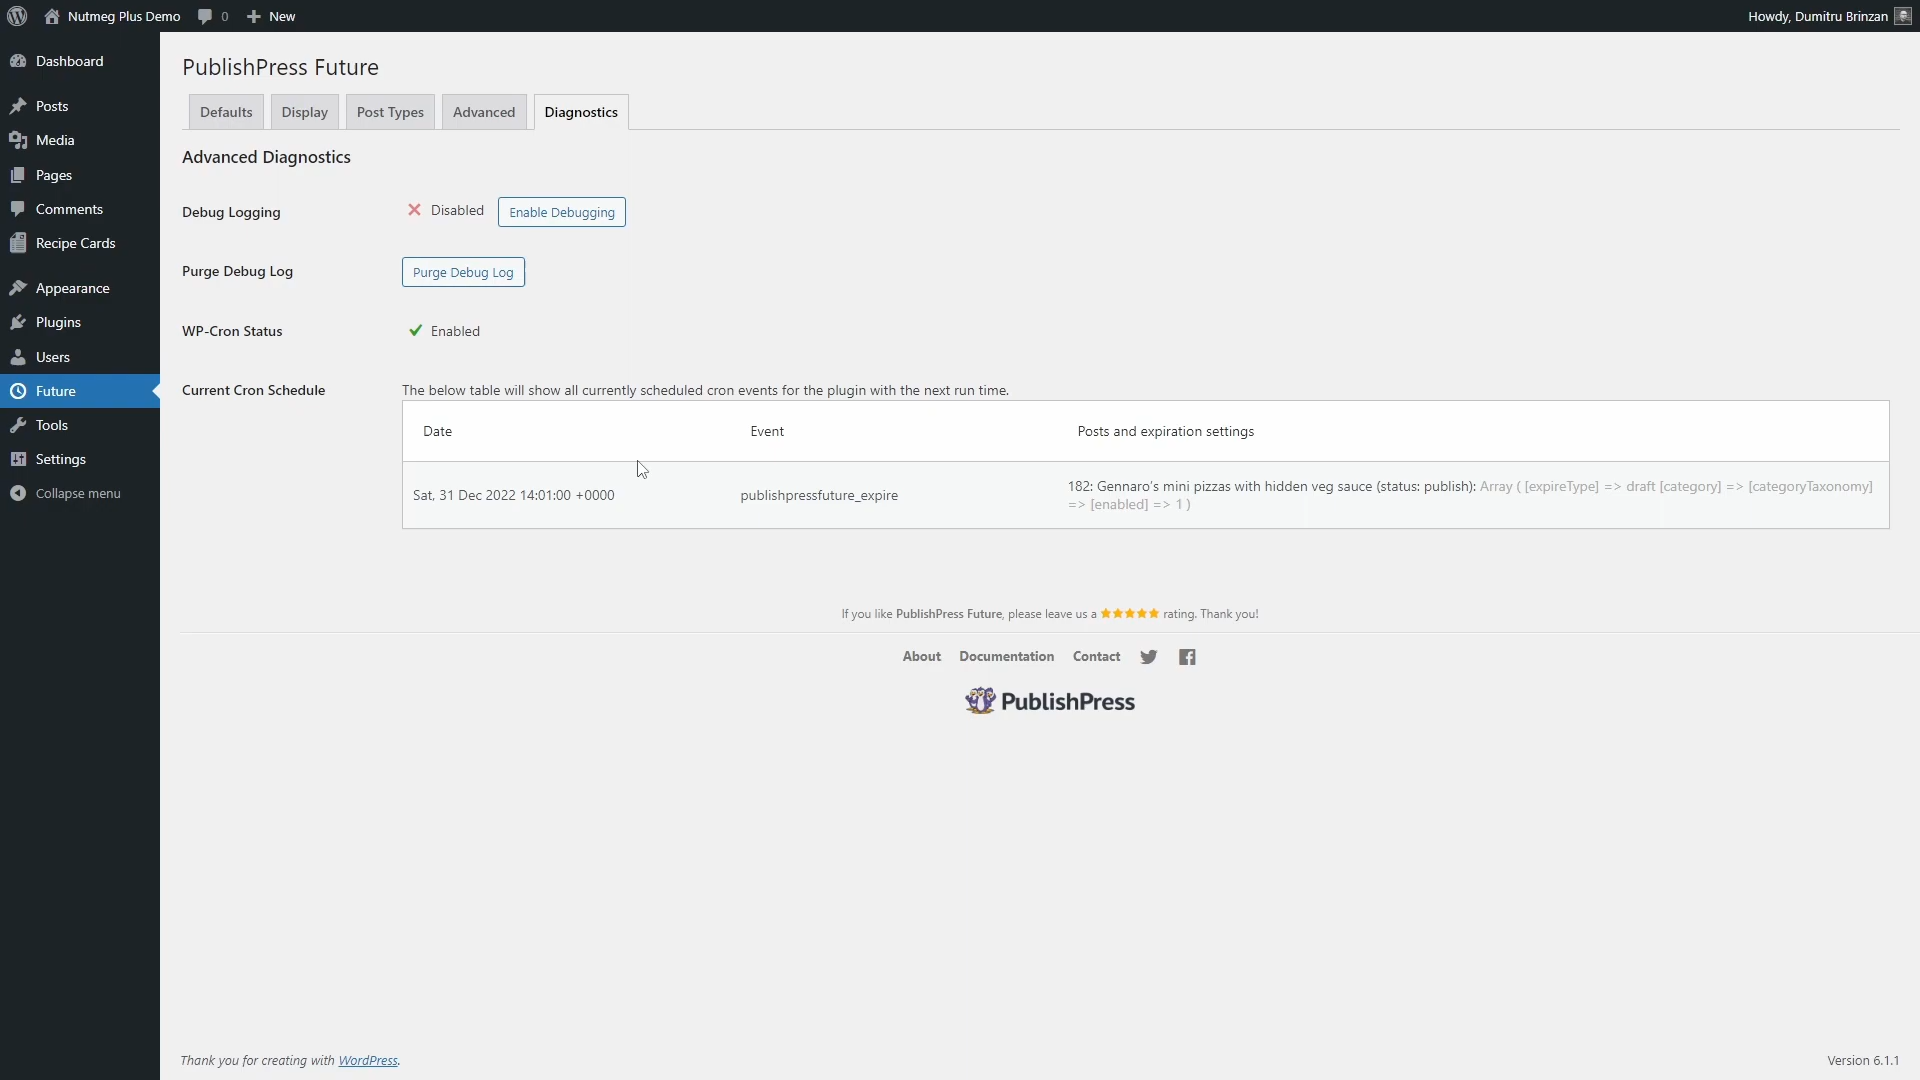 Nutmeg Plus Demo 0 New Howdy, Dumitru Brinzan
Dashboard
Posts
Media
Pages
Comments
Recipe Cards
Appearance
Plugins
Users
Future
Tools
Settings
Collapse menu
PublishPress Future
Defaults Display Post Types Advanced Diagnostics
Advanced Diagnostics
Debug Logging Disabled Enable Debugging
Purge Debug Log Purge Debug Log
WP-Cron Status Enabled
Current Cron Schedule The below table will show all currently scheduled cron events for the plugin with the next run time.
Date Event Posts and expiration settings
Sat, 31 Dec 2022 14:01:00 +0000 publishpressfuture_expire 182: Gennaro's mini pizzas with hidden veg sauce (status: publish): Array ( [expireType] => draft [category] => [categoryTaxonomy]
=> [enabled] => 1 )
If you like PublishPress Future, please leave us a ★★★★★ rating. Thank you!
About Documentation Contact
PublishPress
Thank you for creating with WordPress. Version 6.1.1